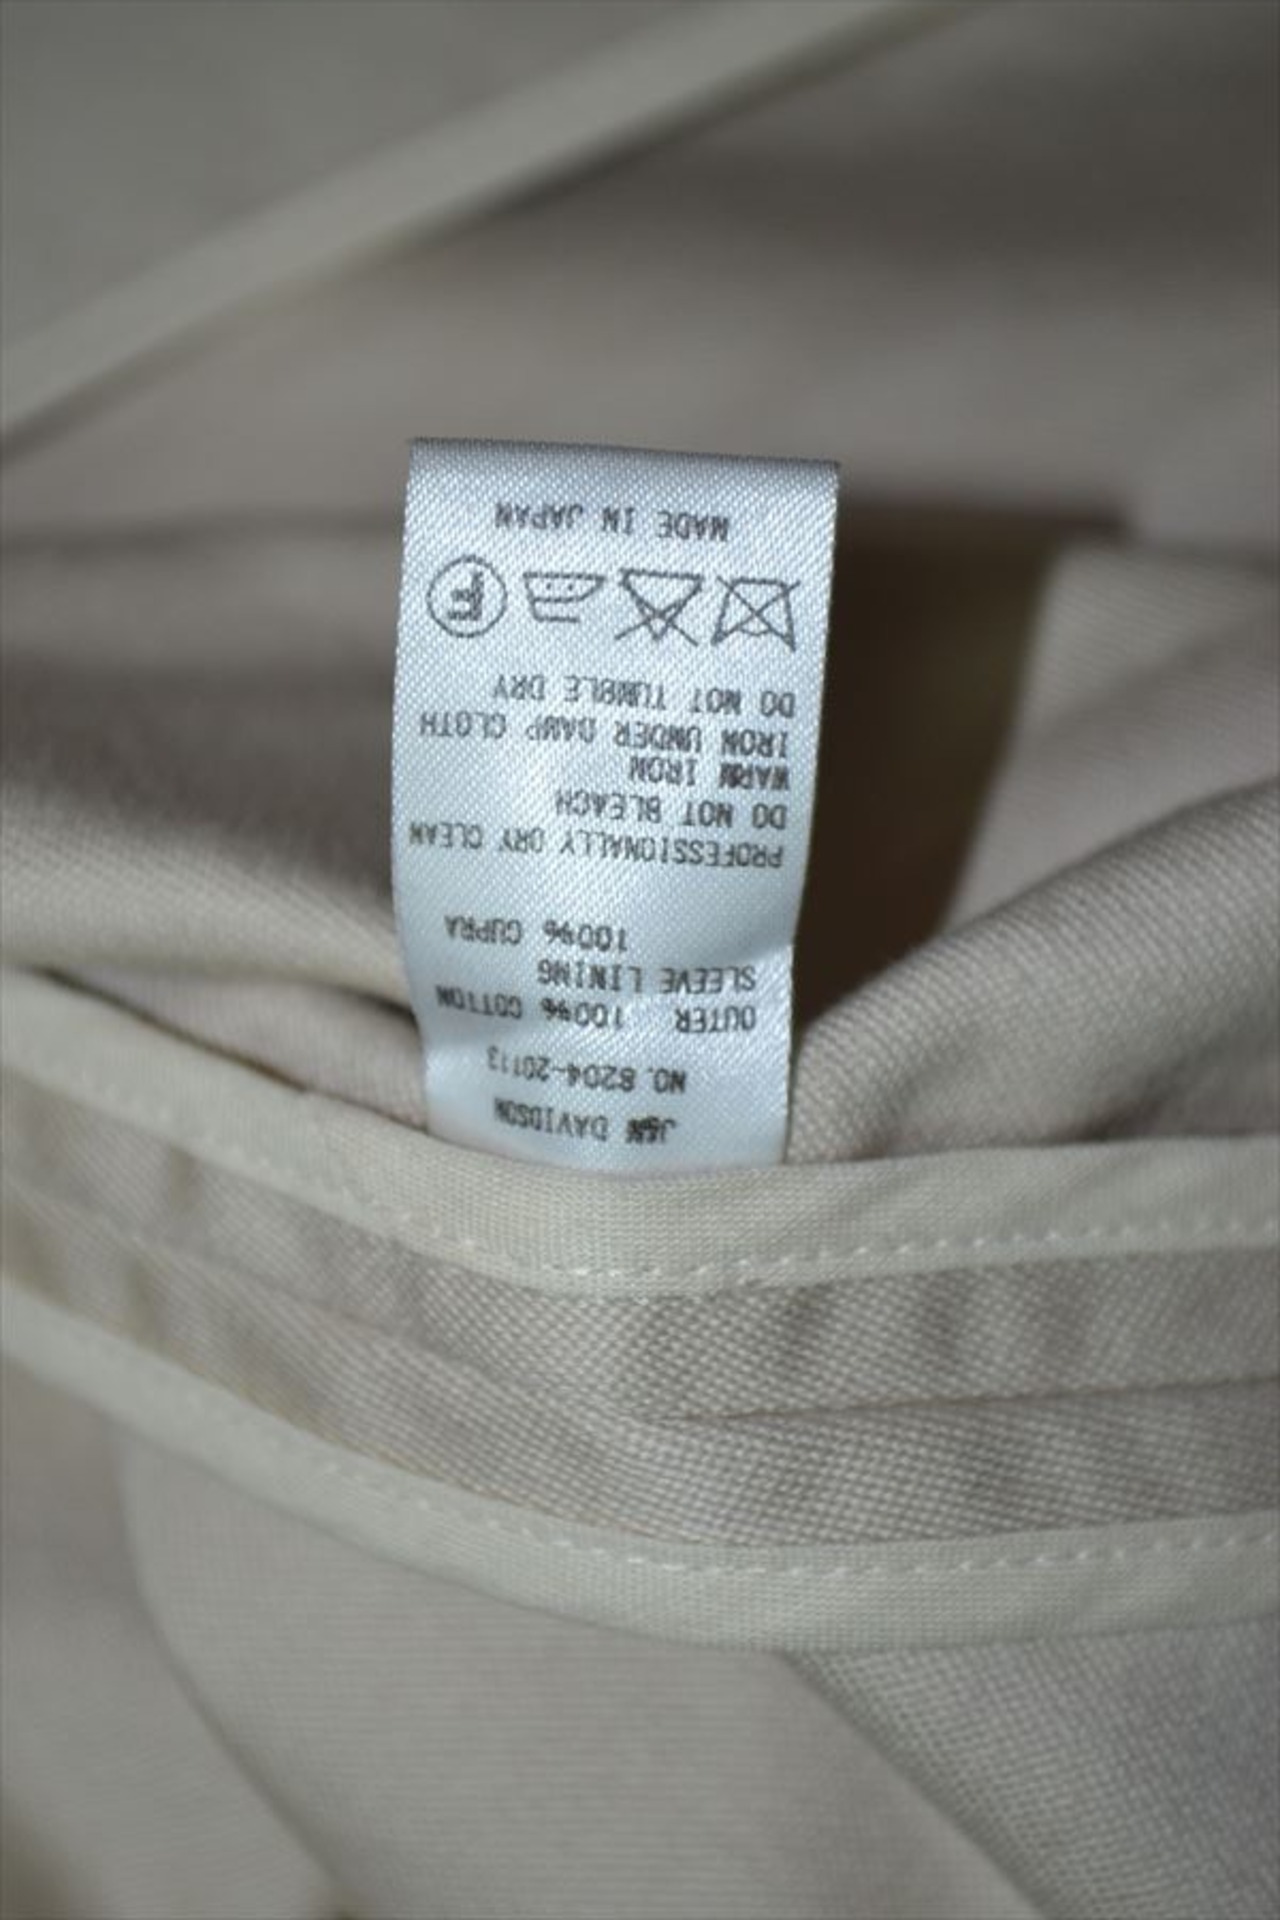 J&M DAVIDSON
NO. 8204-20113
OUTER 100% COTTON
SLEEVE LINING
100% CUPRA
PROFESSIONALLY DRY CLEAN
DO NOT BLEACH
WARM IRON
IRON UNDER DAMP CLOTH
DO NOT TUMBLE DRY
F
MADE IN JAPAN